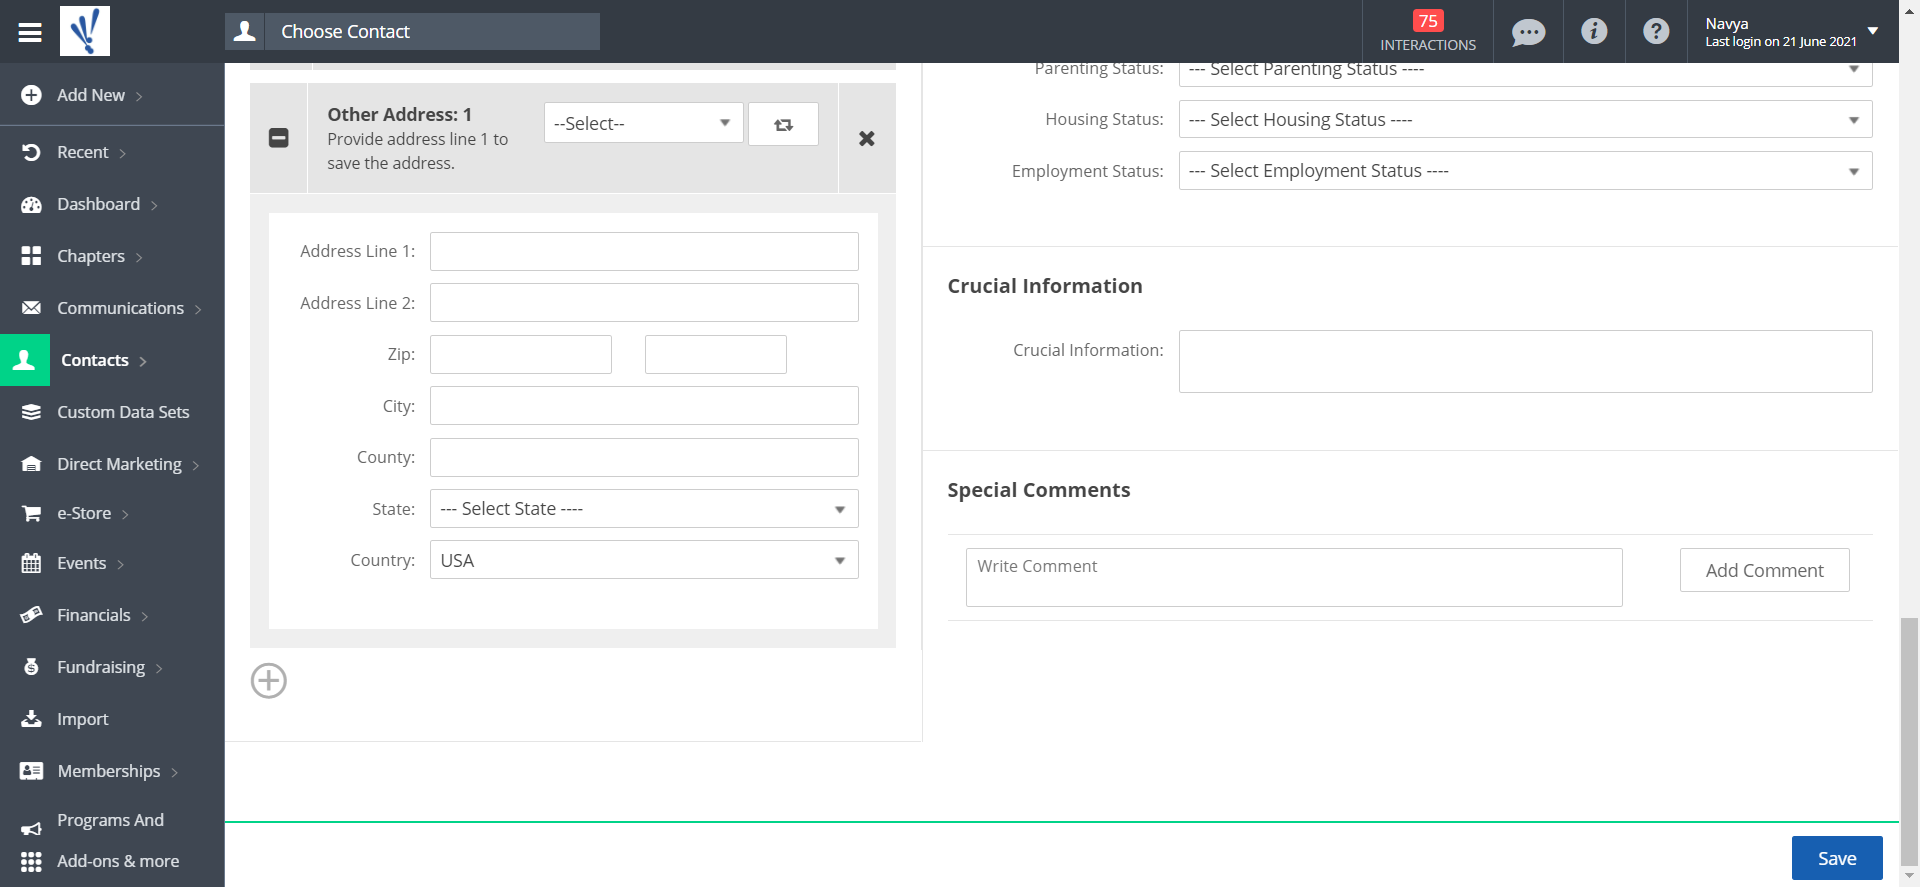 Choose Contact
75
INTERACTIONS
Navya
Last login on 21 June 2021
Add New
Recent
Dashboard
Chapters
Communications
Contacts
Custom Data Sets
Direct Marketing
e-Store
Events
Financials
Fundraising
Import
Memberships
Programs And
Add-ons & more
Other Address: 1
Provide address line 1 to
save the address.
--Select--
Address Line 1:
Address Line 2:
Zip:
City:
County:
State: --- Select State ----
Country: USA
Parenting Status: --- Select Parenting Status ----
Housing Status: --- Select Housing Status ----
Employment Status: --- Select Employment Status ----
Crucial Information
Crucial Information:
Special Comments
Write Comment
Add Comment
Save